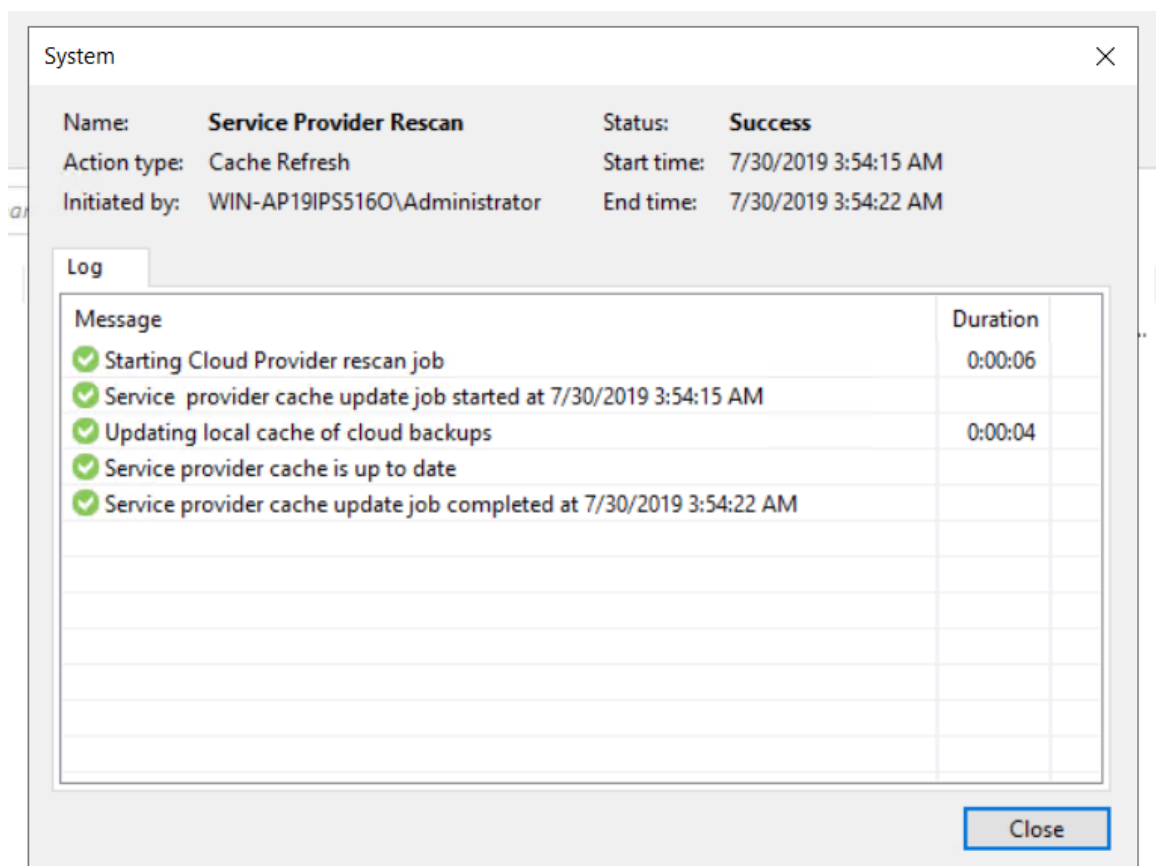 System
Name: Service Provider Rescan Status: Success
Action type: Cache Refresh Start time: 7/30/2019 3:54:15 AM
Initiated by: WIN-AP19IPS516O\Administrator End time: 7/30/2019 3:54:22 AM
Log
Message Duration
Starting Cloud Provider rescan job 0:00:06
Service  provider cache update job started at 7/30/2019 3:54:15 AM
Updating local cache of cloud backups 0:00:04
Service provider cache is up to date
Service provider cache update job completed at 7/30/2019 3:54:22 AM
Close